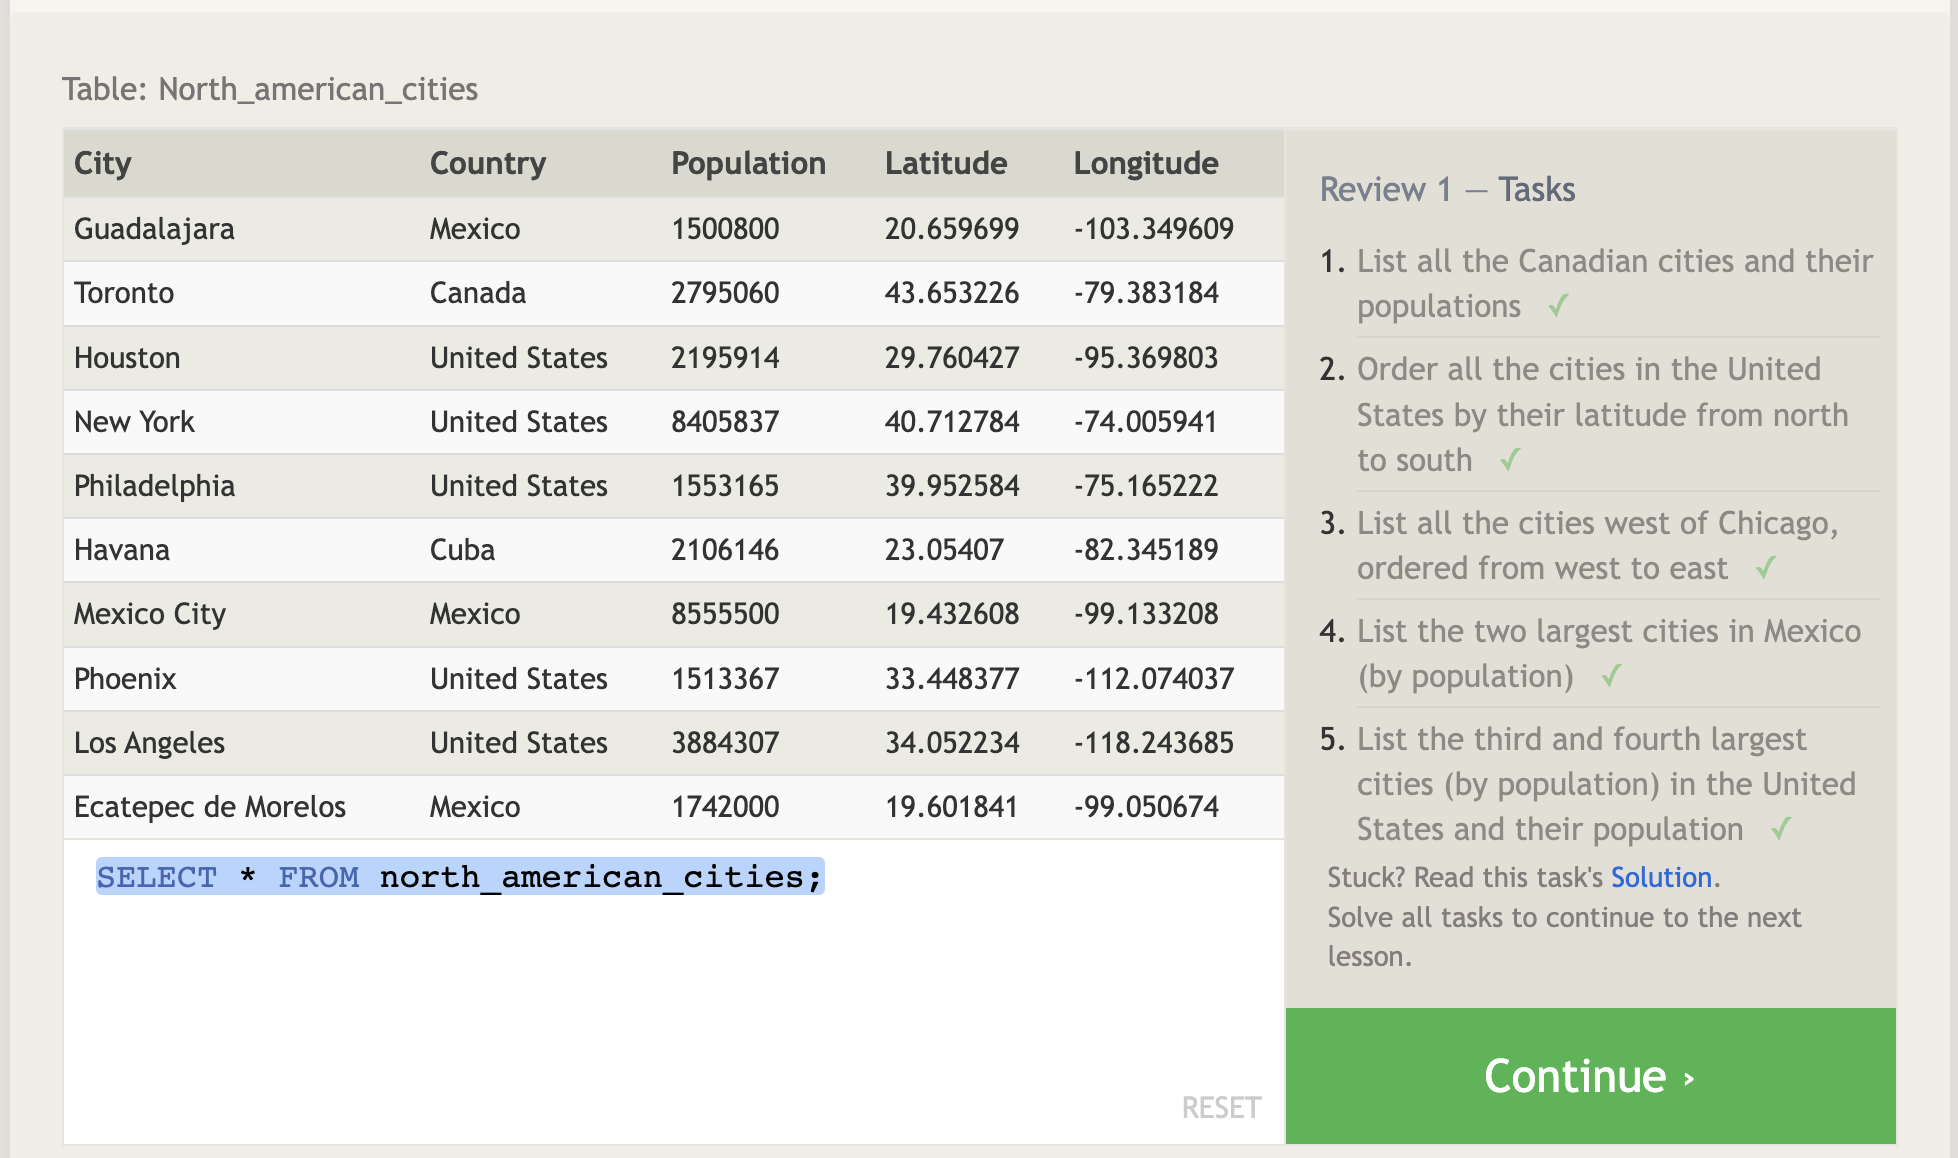 Table: North_american_cities
City Country Population Latitude Longitude
Guadalajara Mexico 1500800 20.659699 -103.349609
Toronto Canada 2795060 43.653226 -79.383184
Houston United States 2195914 29.760427 -95.369803
New York United States 8405837 40.712784 -74.005941
Philadelphia United States 1553165 39.952584 -75.165222
Havana Cuba 2106146 23.05407 -82.345189
Mexico City Mexico 8555500 19.432608 -99.133208
Phoenix United States 1513367 33.448377 -112.074037
Los Angeles United States 3884307 34.052234 -118.243685
Ecatepec de Morelos Mexico 1742000 19.601841 -99.050674
SELECT * FROM north_american_cities;
RESET
Review 1 — Tasks
1. List all the Canadian cities and their
populations ✓
2. Order all the cities in the United
States by their latitude from north
to south ✓
3. List all the cities west of Chicago,
ordered from west to east ✓
4. List the two largest cities in Mexico
(by population) ✓
5. List the third and fourth largest
cities (by population) in the United
States and their population ✓
Stuck? Read this task's Solution.
Solve all tasks to continue to the next
lesson.
Continue ›